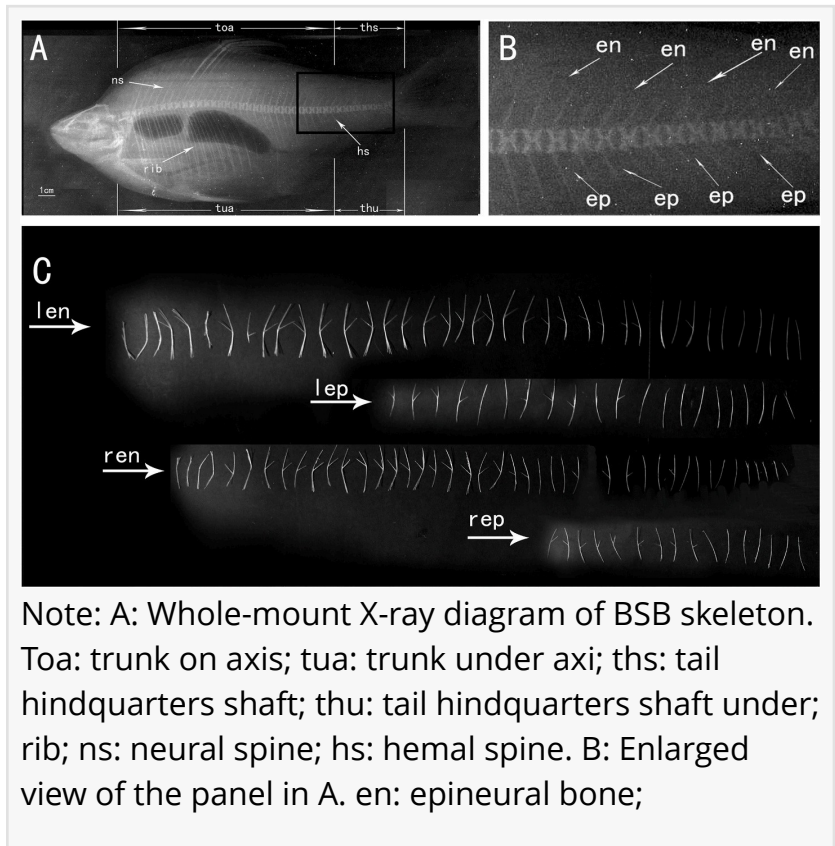 A
toa
ths
ns
hs
rib
1cm
tua
thu
B
en
en
en
en
ep
ep
ep
ep
C
len
lep
ren
rep
Note: A: Whole-mount X-ray diagram of BSB skeleton.
Toa: trunk on axis; tua: trunk under axi; ths: tail
hindquarters shaft; thu: tail hindquarters shaft under;
rib; ns: neural spine; hs: hemal spine. B: Enlarged
view of the panel in A. en: epineural bone;